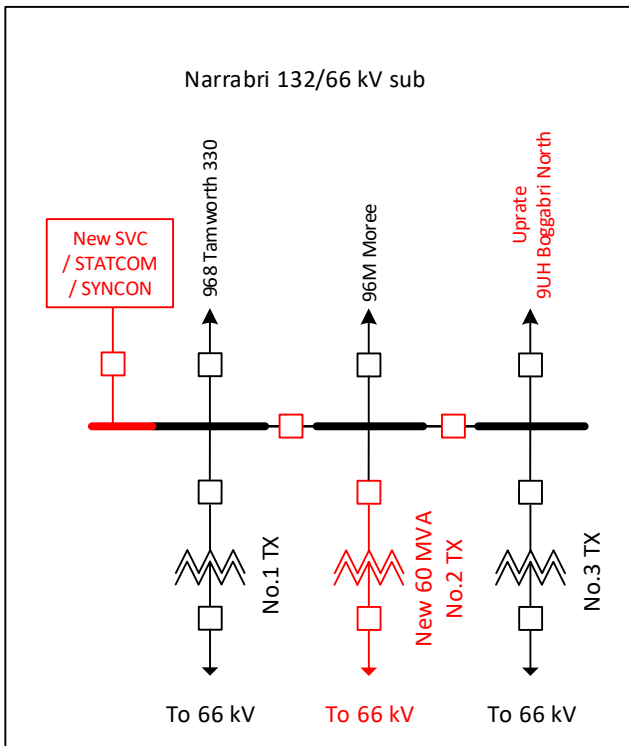 Narrabri 132/66 kV sub
New SVC
/ STATCOM
/ SYNCON
968 Tamworth 330
96M Moree
Uprate
9UH Boggabri North
No.1 TX
New 60 MVA
No.2 TX
No.3 TX
To 66 kV
To 66 kV
To 66 kV